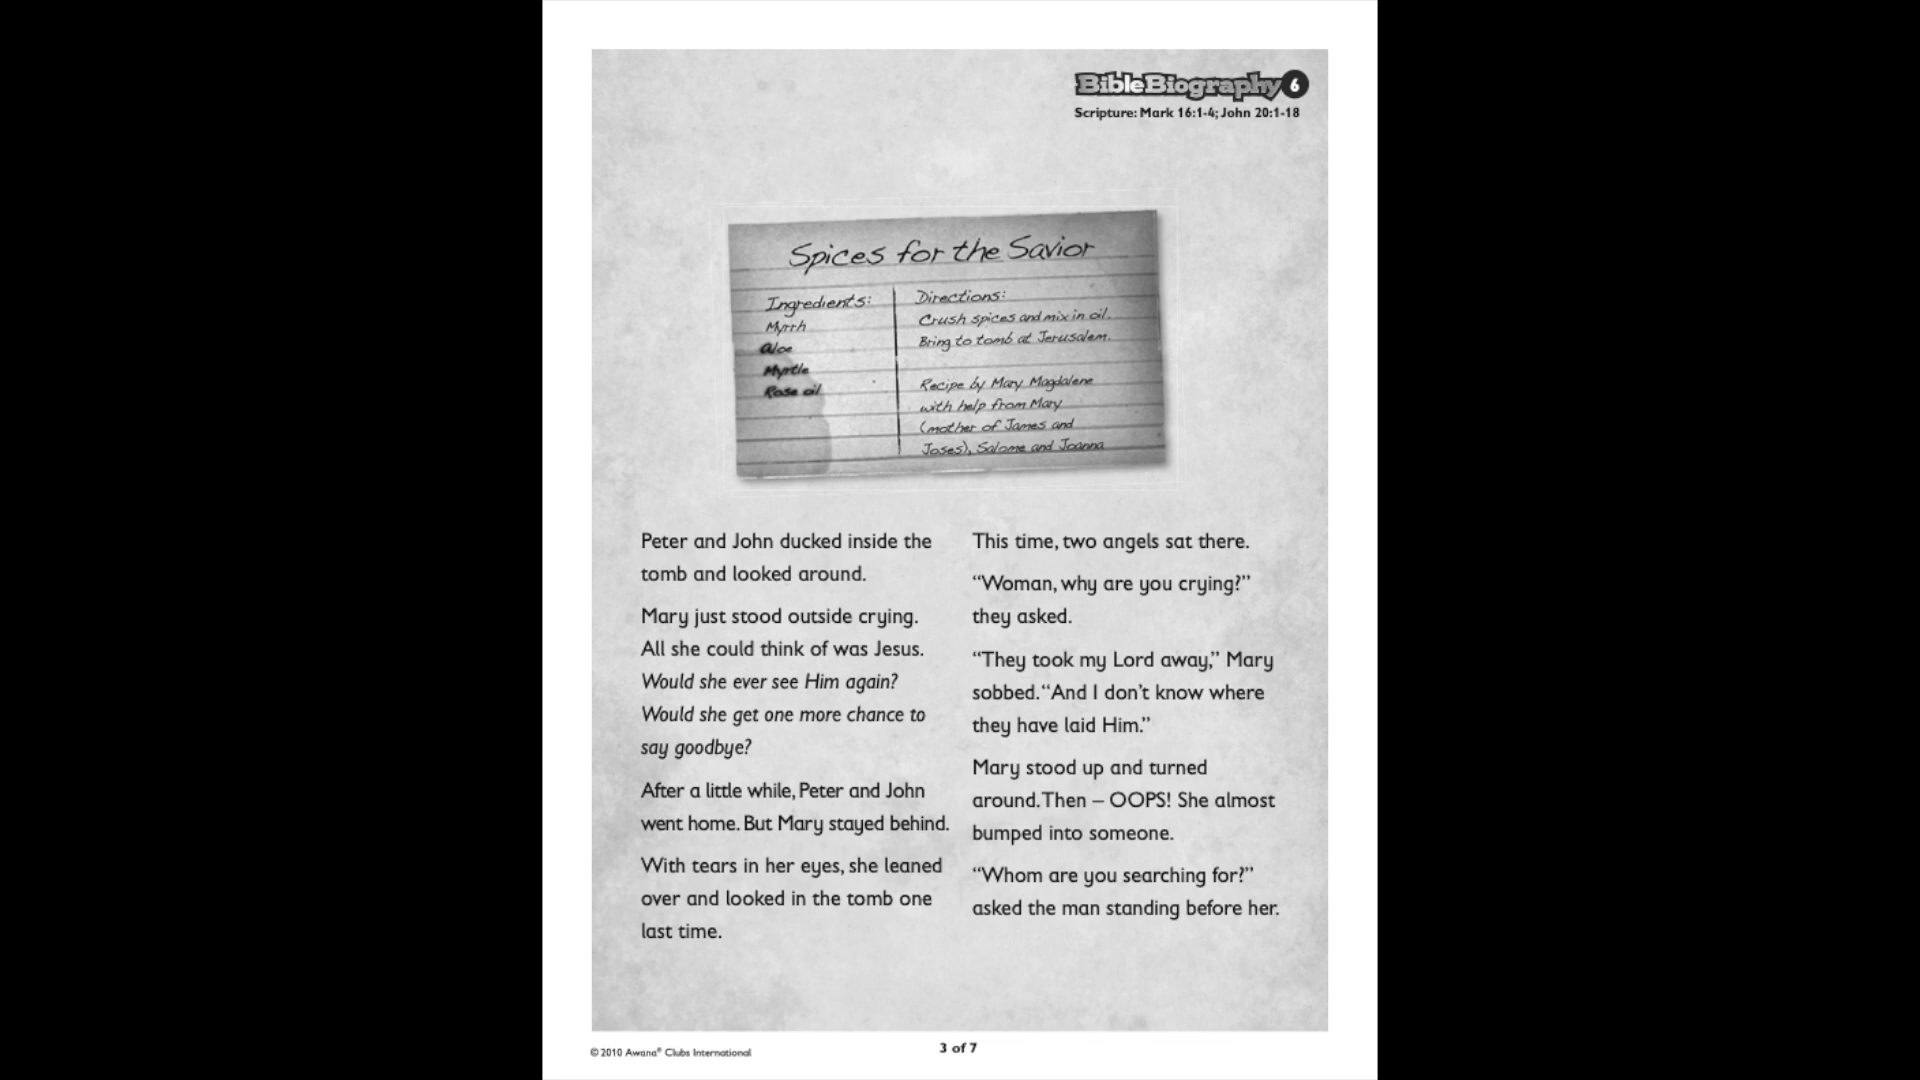 BibleBiography 6
Scripture: Mark 16:1-4; John 20:1-18
Spices for the Savior
Ingredients:
Myrrh
Aloe
Myrtle
Rose oil
Directions:
Crush spices and mix in oil.
Bring to tomb at Jerusalem.
Recipe by Mary Magdalene
with help from Mary
(mother of James and
Joses), Salome and Joanna
Peter and John ducked inside the
tomb and looked around.
Mary just stood outside crying.
All she could think of was Jesus.
Would she ever see Him again?
Would she get one more chance to
say goodbye?
After a little while, Peter and John
went home. But Mary stayed behind.
With tears in her eyes, she leaned
over and looked in the tomb one
last time.
This time, two angels sat there.
“Woman, why are you crying?”
they asked.
“They took my Lord away,” Mary
sobbed. “And I don’t know where
they have laid Him.”
Mary stood up and turned
around. Then – OOPS! She almost
bumped into someone.
“Whom are you searching for?”
asked the man standing before her.
© 2010 Awana® Clubs International
3 of 7